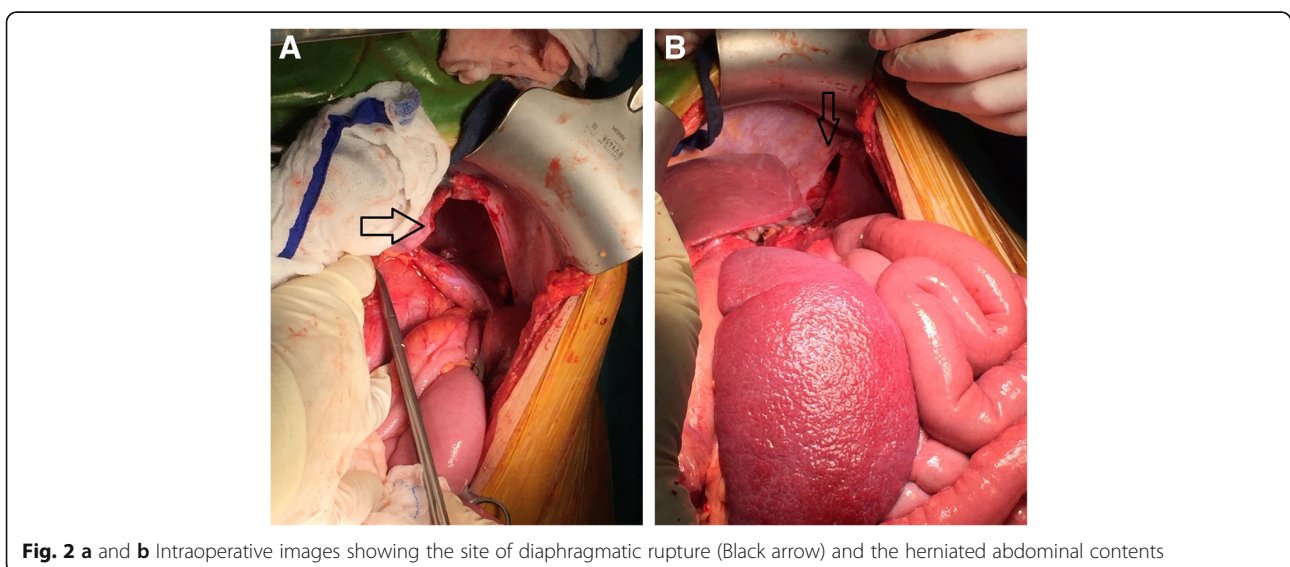 A
B
Fig. 2 a and b Intraoperative images showing the site of diaphragmatic rupture (Black arrow) and the herniated abdominal contents